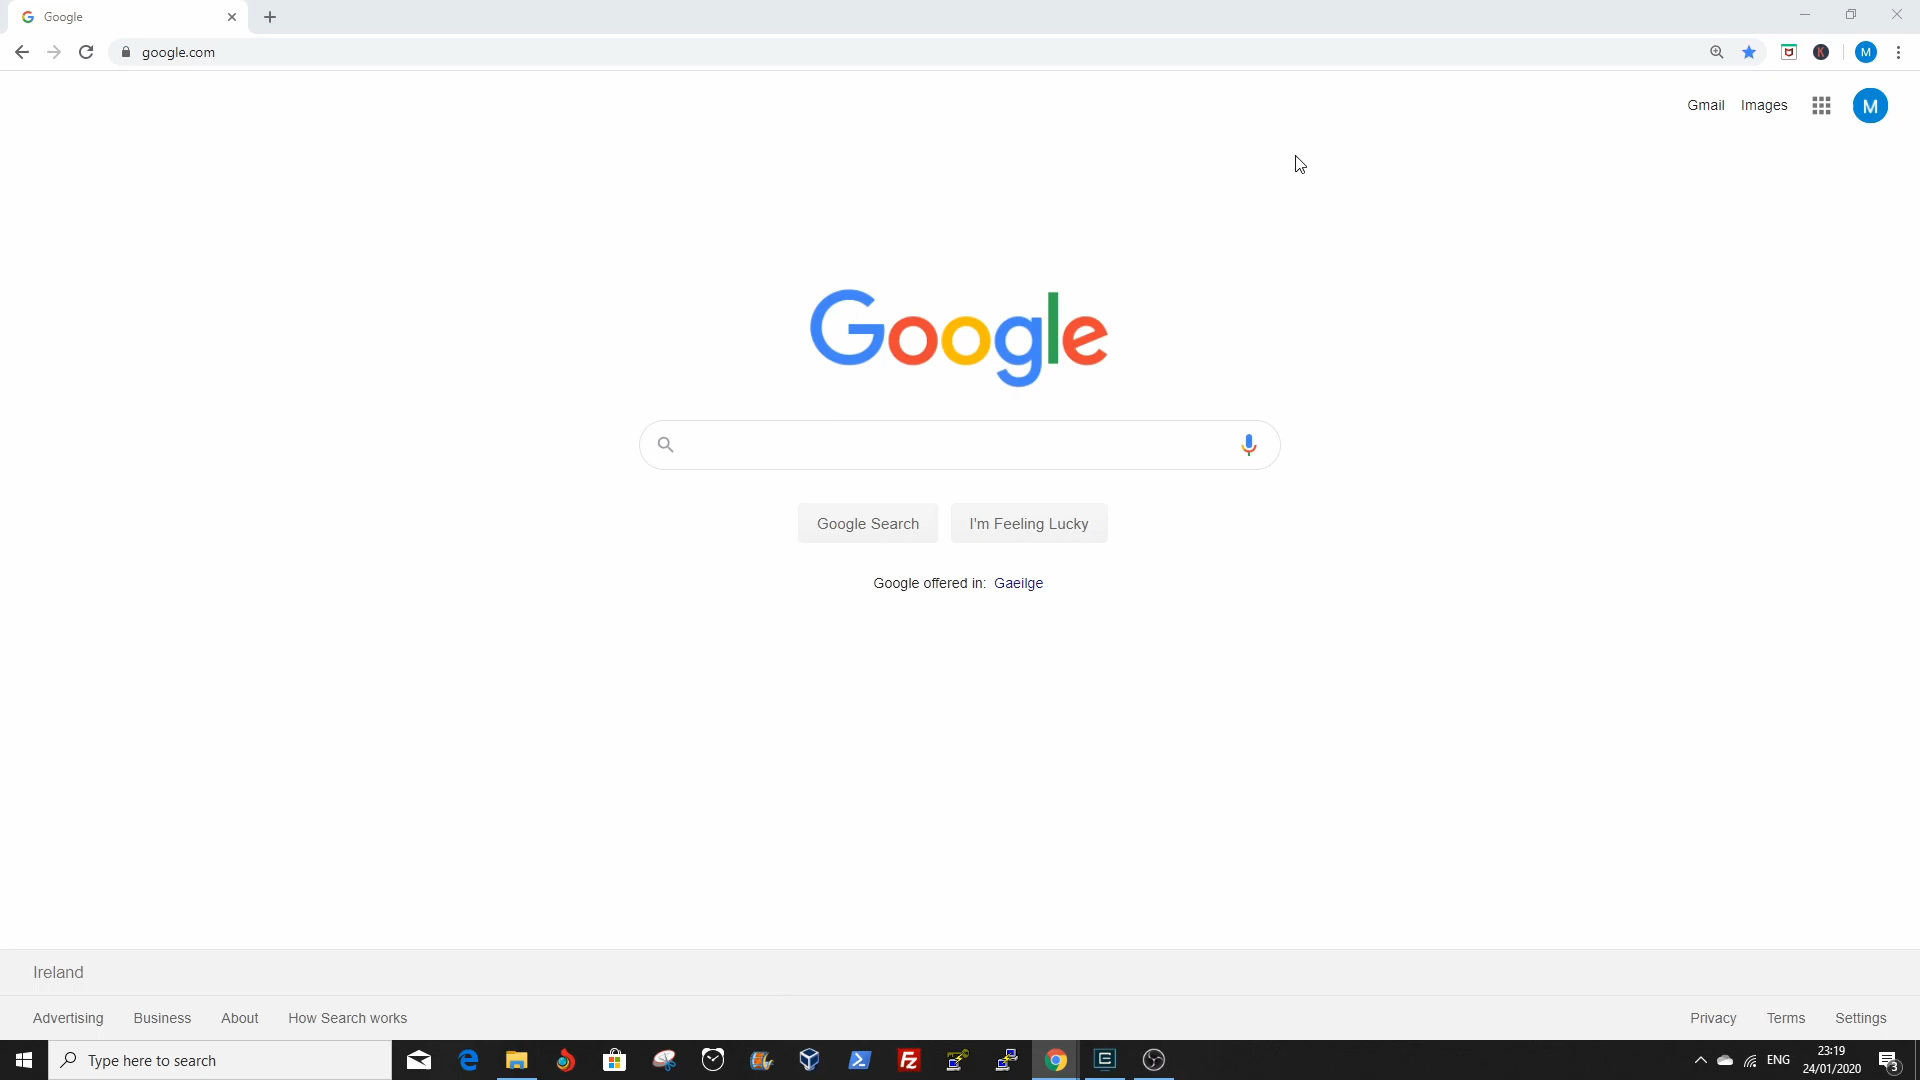 Google
google.com
M
Gmail Images M
Google
Google Search I'm Feeling Lucky
Google offered in: Gaeilge
Ireland
Advertising Business About How Search works
Privacy Terms Settings
Type here to search
ENG
23:19
24/01/2020
3